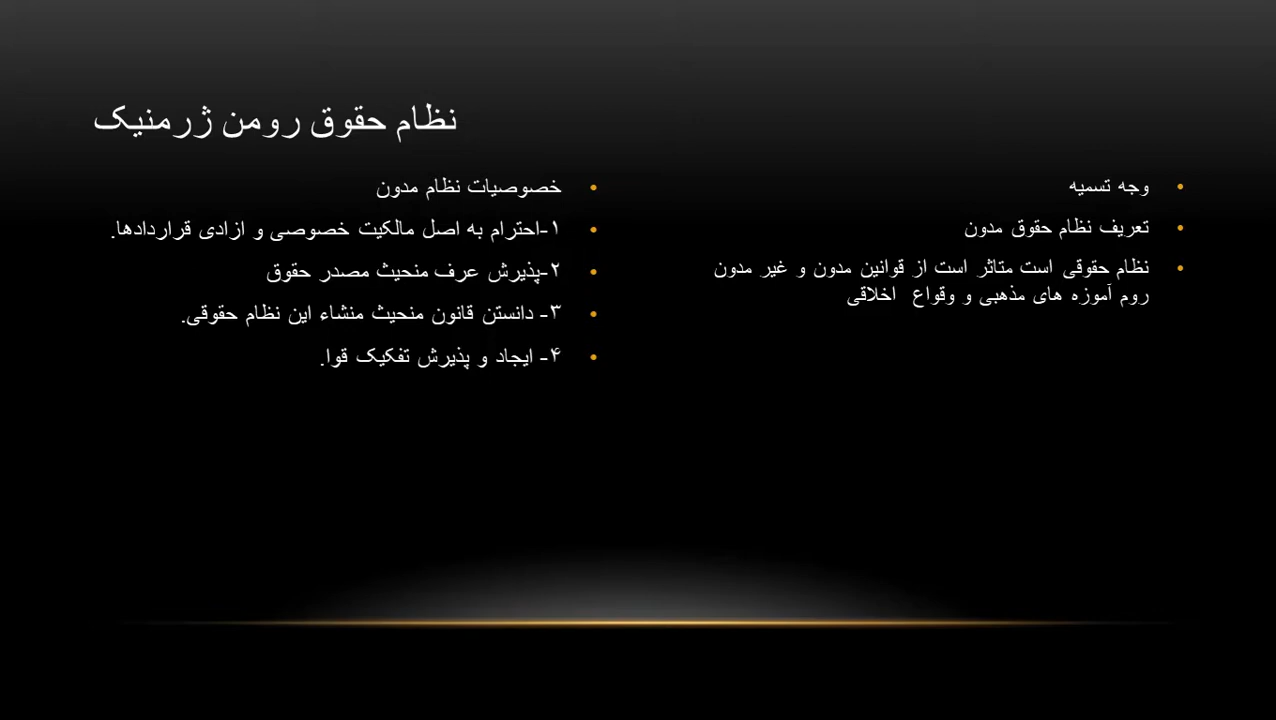 نظام حقوق رومن ژرمنیک
• وجه تسمیه
• تعریف نظام حقوق مدون
• نظام حقوقی است متاثر است از قوانین مدون و غیر مدون
روم آموزه های مذهبی و وقواع اخلاقی
• خصوصیات نظام مدون
• ۱-احترام به اصل مالکیت خصوصی و ازادی قراردادها.
• ۲-پذیرش عرف منحیث مصدر حقوق
• ۳- دانستن قانون منحیث منشاء این نظام حقوقی.
• ۴- ایجاد و پذیرش تفکیک قوا.